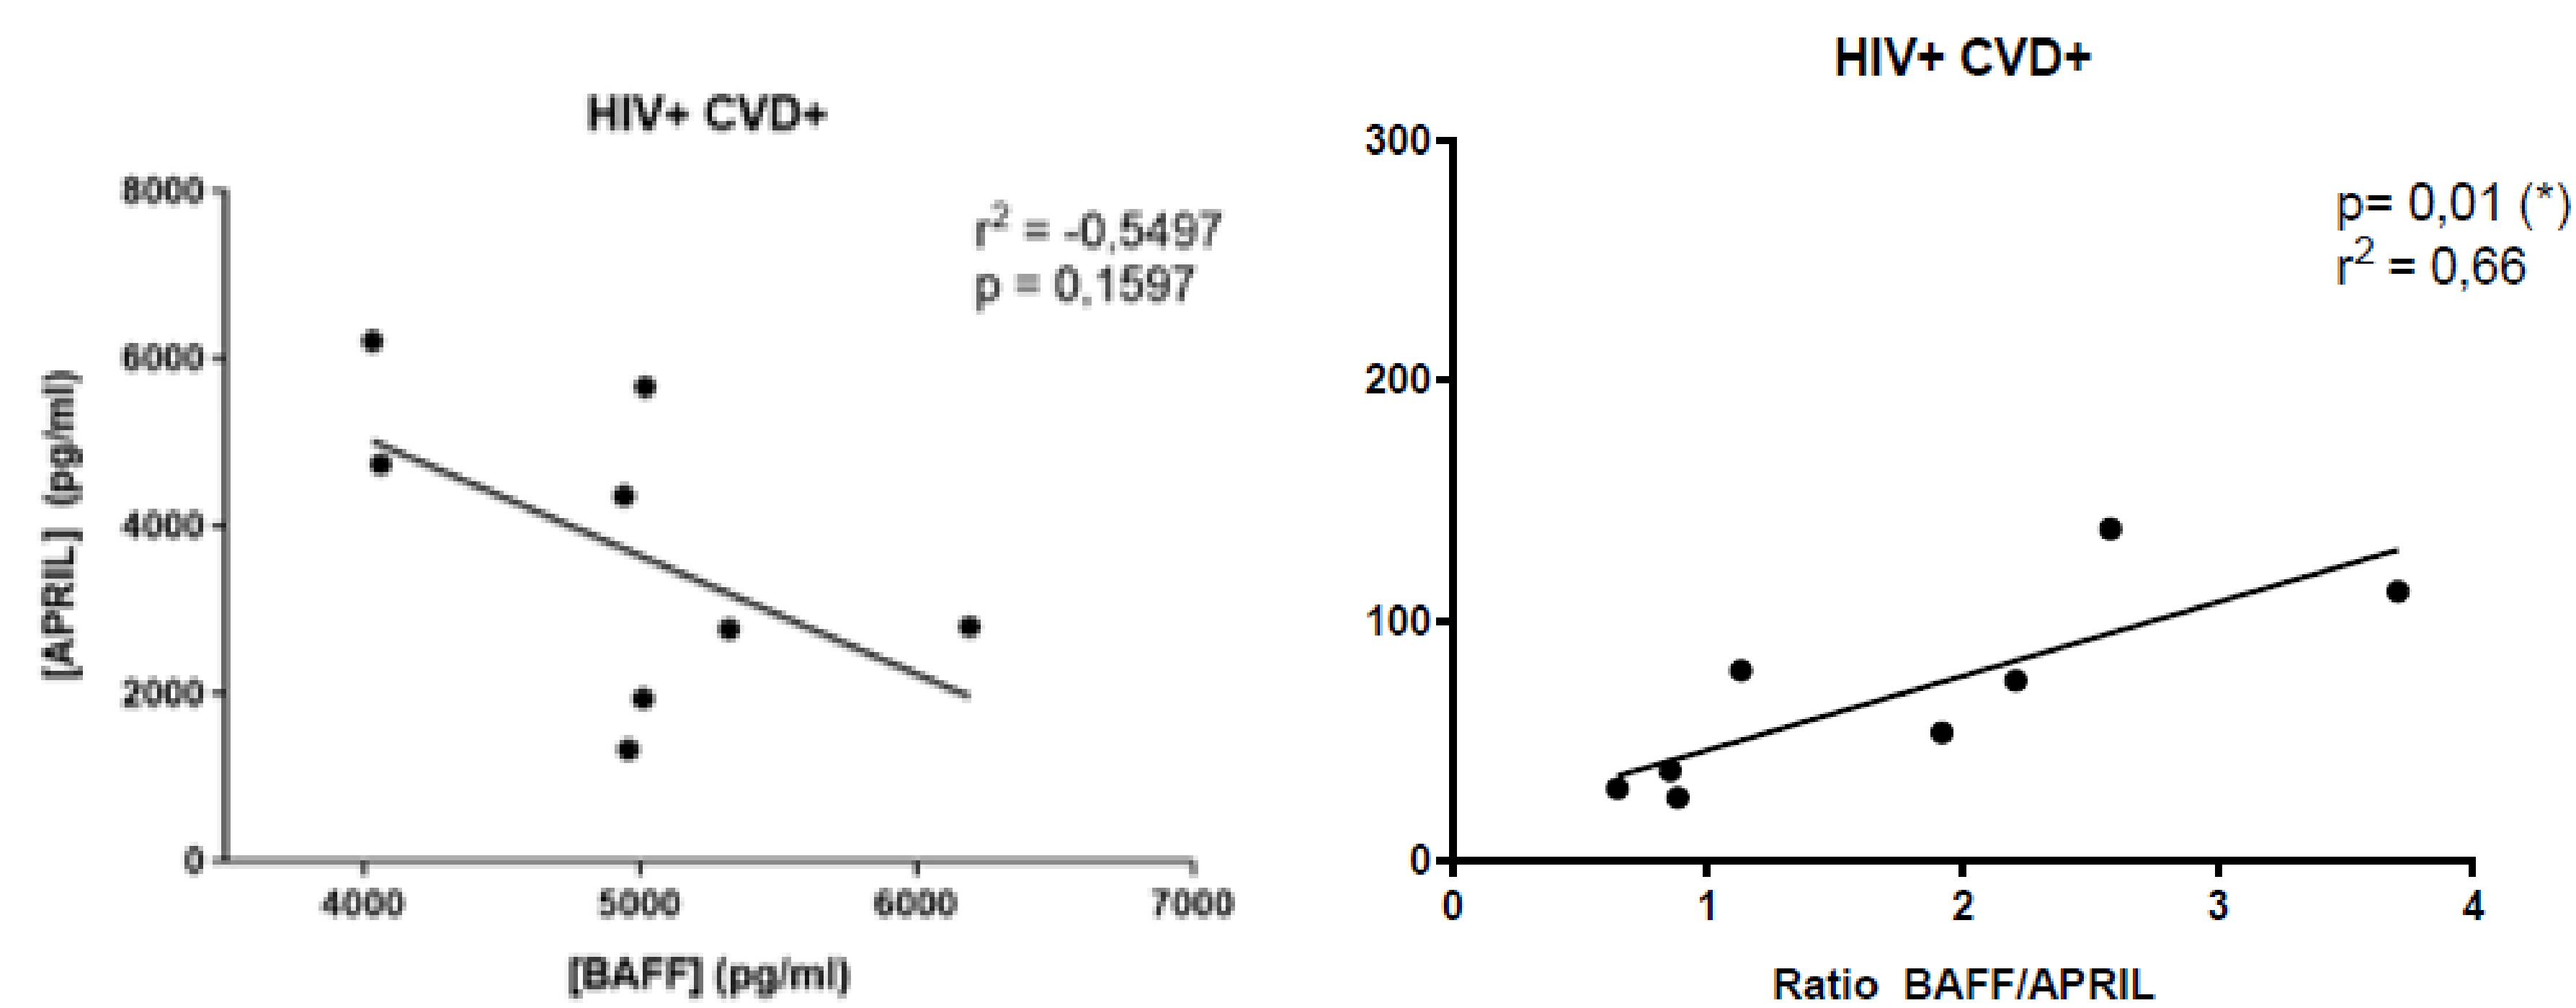 HIV+ CVD+
r² = -0,5497
p = 0,1597
8000
6000
4000
2000
0
[APRIL] (pg/ml)
4000 5000 6000 7000
[BAFF] (pg/ml)
HIV+ CVD+
p= 0,01 (*)
r² = 0,66
300
200
100
0
0 1 2 3 4
Ratio BAFF/APRIL